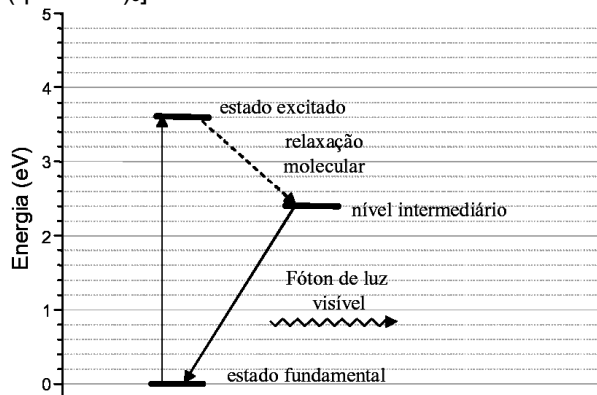 5
4
3
2
1
0
Energia (eV)
estado excitado
relaxação
molecular
nível intermediário
Fóton de luz
visível
estado fundamental